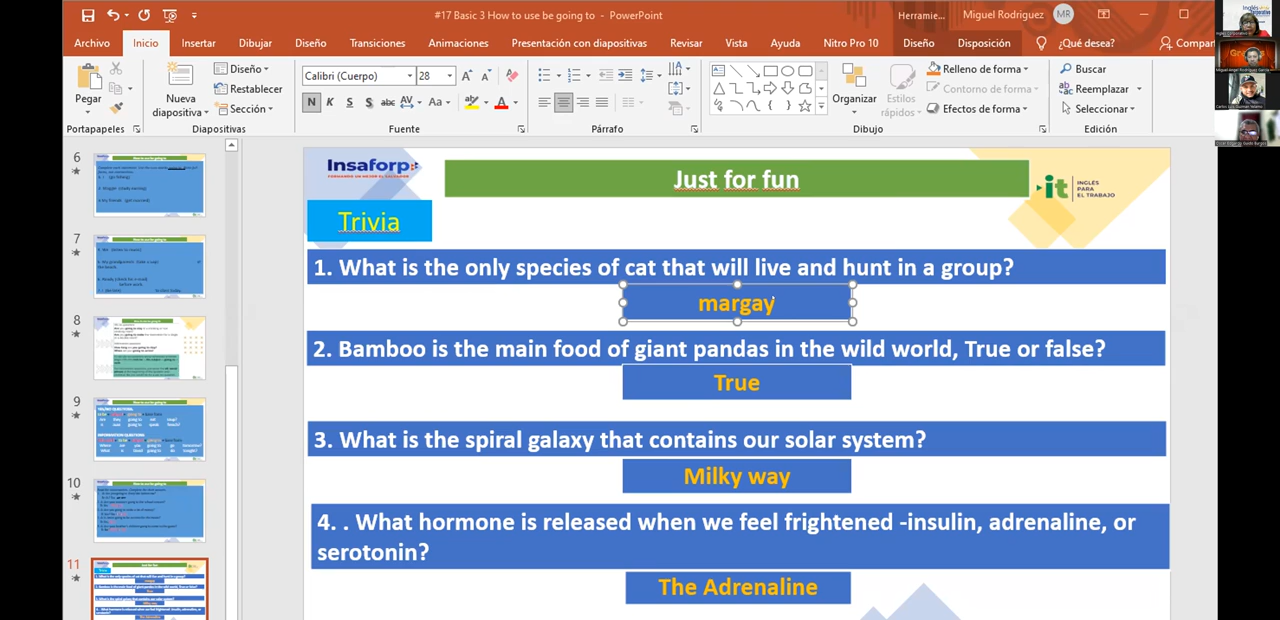 #17 Basic 3 How to use be going to - PowerPoint
Herramie...
Miguel Rodriguez
MR
Archivo
Inicio
Insertar
Dibujar
Diseño
Transiciones
Animaciones
Presentación con diapositivas
Revisar
Vista
Ayuda
Nitro Pro 10
Diseño
Disposición
¿Qué desea?
Compar
Pegar
Nueva diapositiva
Diseño
Restablecer
Sección
Calibri (Cuerpo)
28
N K S S abc AV Aa
Organizar
Estilos rápidos
Relleno de forma
Contorno de forma
Efectos de forma
Buscar
Reemplazar
Seleccionar
Portapapeles
Diapositivas
Fuente
Párrafo
Dibujo
Edición
6
7
8
9
10
11
Insaforp
Just for fun
it INGLÉS PARA EL TRABAJO
Trivia
1. What is the only species of cat that will live and hunt in a group?
margay
2. Bamboo is the main food of giant pandas in the wild world, True or false?
True
3. What is the spiral galaxy that contains our solar system?
Milky way
4. . What hormone is released when we feel frightened -insulin, adrenaline, or
serotonin?
The Adrenaline